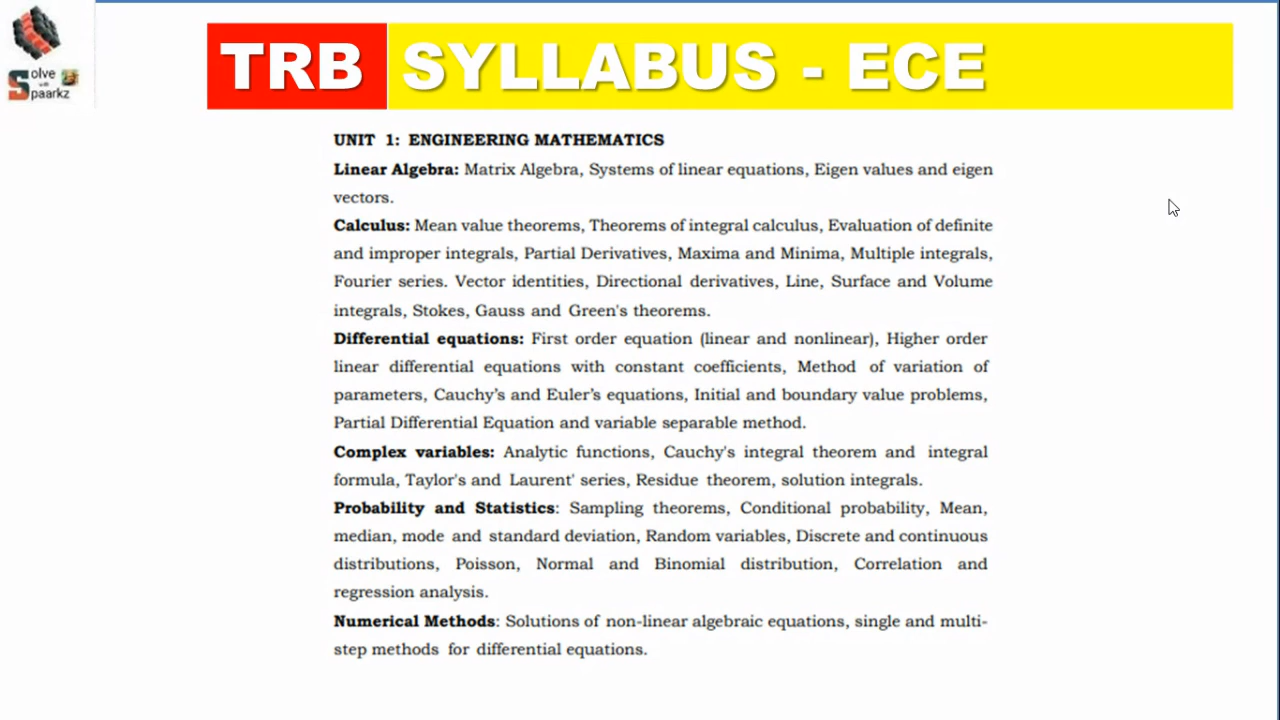 Solve
with
Spaarkz
TRB SYLLABUS - ECE
UNIT 1: ENGINEERING MATHEMATICS
Linear Algebra: Matrix Algebra, Systems of linear equations, Eigen values and eigen
vectors.
Calculus: Mean value theorems, Theorems of integral calculus, Evaluation of definite
and improper integrals, Partial Derivatives, Maxima and Minima, Multiple integrals,
Fourier series. Vector identities, Directional derivatives, Line, Surface and Volume
integrals, Stokes, Gauss and Green's theorems.
Differential equations: First order equation (linear and nonlinear), Higher order
linear differential equations with constant coefficients, Method of variation of
parameters, Cauchy’s and Euler’s equations, Initial and boundary value problems,
Partial Differential Equation and variable separable method.
Complex variables: Analytic functions, Cauchy's integral theorem and integral
formula, Taylor's and Laurent' series, Residue theorem, solution integrals.
Probability and Statistics: Sampling theorems, Conditional probability, Mean,
median, mode and standard deviation, Random variables, Discrete and continuous
distributions, Poisson, Normal and Binomial distribution, Correlation and
regression analysis.
Numerical Methods: Solutions of non-linear algebraic equations, single and multi-
step methods for differential equations.